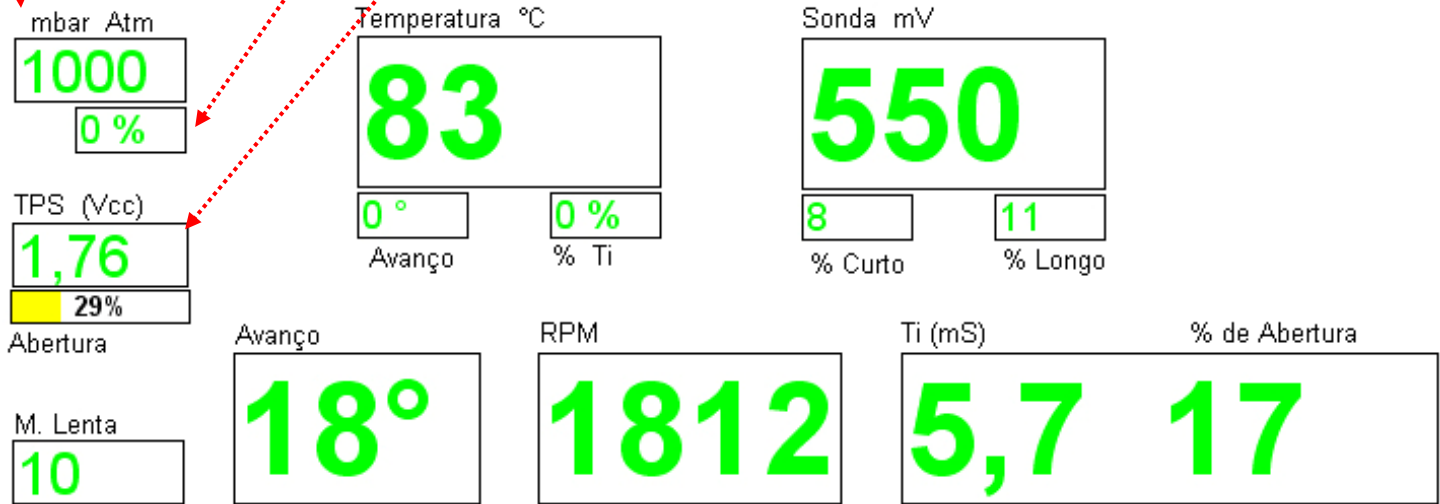 mbar Atm
1000
0 %
Temperatura °C
83
0 °
0 %
Avanço
% Ti
Sonda mV
550
8
11
% Curto
% Longo
TPS (Vcc)
1,76
29%
Abertura
M. Lenta
10
Avanço
18°
RPM
1812
Ti (mS)
% de Abertura
5,7
17